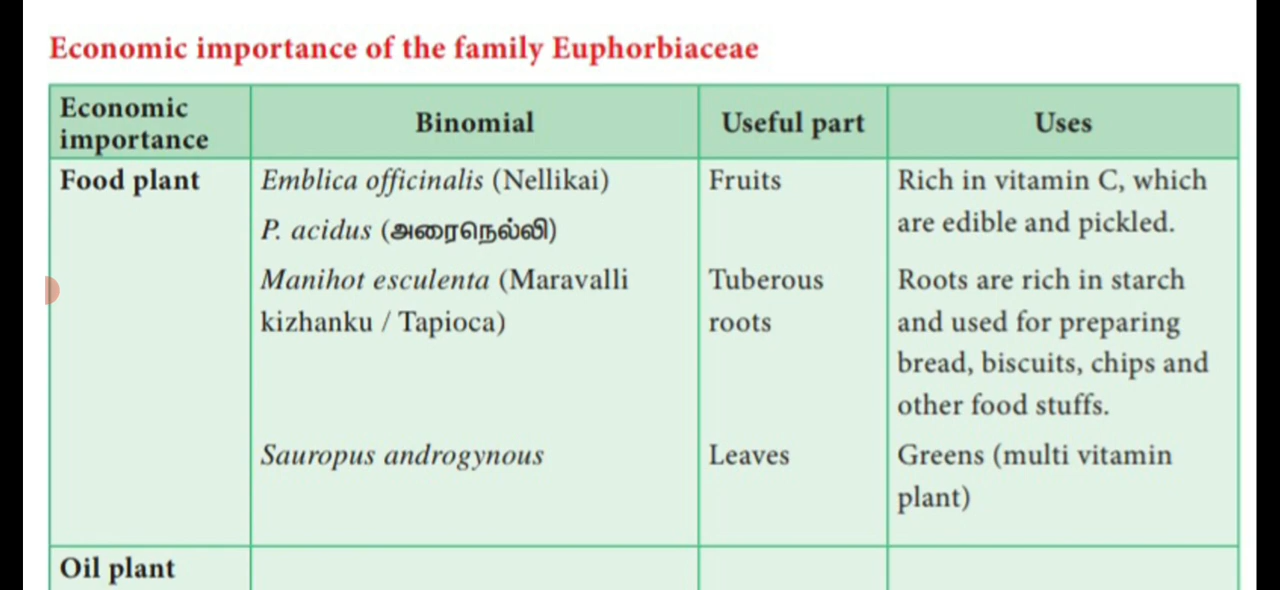 Economic importance of the family Euphorbiaceae
Economic importance
Binomial
Useful part
Uses
Food plant
Emblica officinalis (Nellikai)
Fruits
Rich in vitamin C, which
P. acidus (அரைநெல்லி)
are edible and pickled.
Manihot esculenta (Maravalli
Tuberous
Roots are rich in starch
kizhanku / Tapioca)
roots
and used for preparing
bread, biscuits, chips and
other food stuffs.
Sauropus androgynous
Leaves
Greens (multi vitamin
plant)
Oil plant